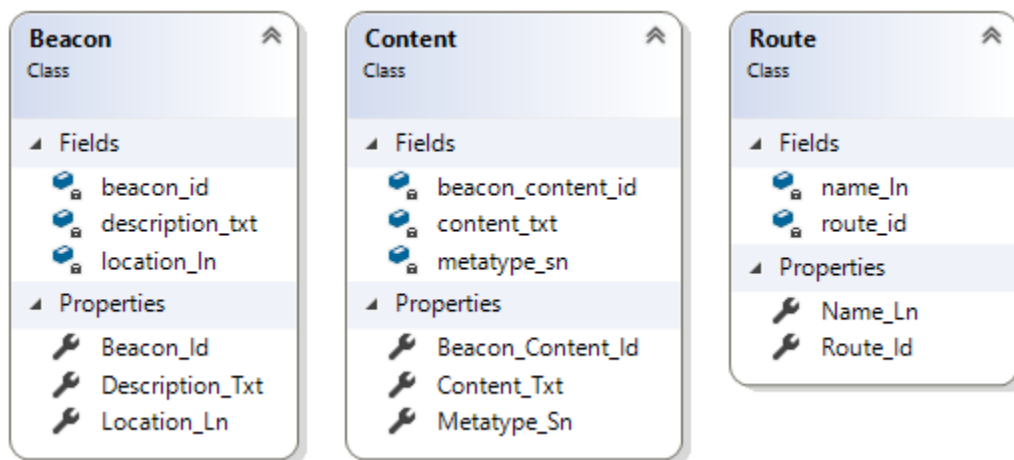 Beacon
Class
Fields
beacon_id
description_txt
location_ln
Properties
Beacon_Id
Description_Txt
Location_Ln
Content
Class
Fields
beacon_content_id
content_txt
metatype_sn
Properties
Beacon_Content_Id
Content_Txt
Metatype_Sn
Route
Class
Fields
name_ln
route_id
Properties
Name_Ln
Route_Id